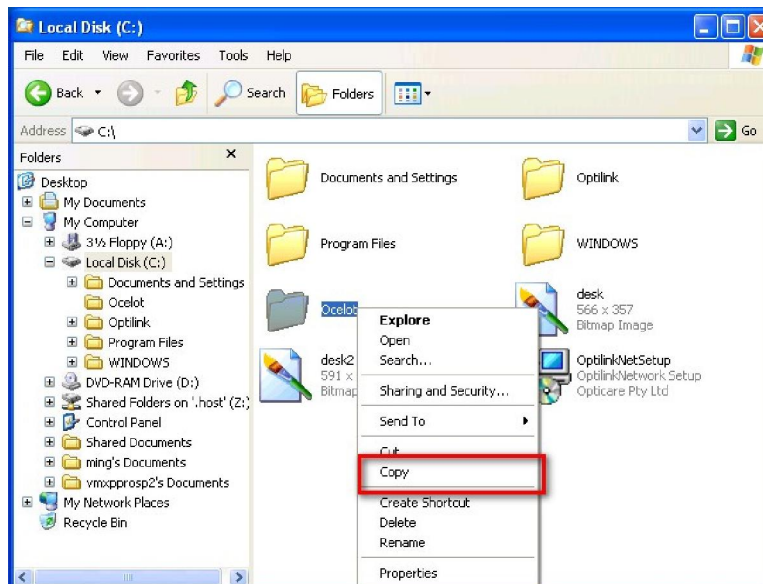 Local Disk (C:)
File Edit View Favorites Tools Help
Back Search Folders
Address C:\ Go
Folders
Desktop
My Documents
My Computer
3½ Floppy (A:)
Local Disk (C:)
Documents and Settings
Ocelot
Optilink
Program Files
WINDOWS
DVD-RAM Drive (D:)
Shared Folders on '.host' (Z:)
Control Panel
Shared Documents
ming's Documents
vmxpprosp2's Documents
My Network Places
Recycle Bin
Documents and Settings
Optilink
Program Files
WINDOWS
Ocelot
desk
566 x 357
Bitmap Image
desk2
591 x
Bitmap
OptilinkNetSetup
OptilinkNetwork Setup
Opticare Pty Ltd
Explore
Open
Search...
Sharing and Security...
Send To
Cut
Copy
Create Shortcut
Delete
Rename
Properties